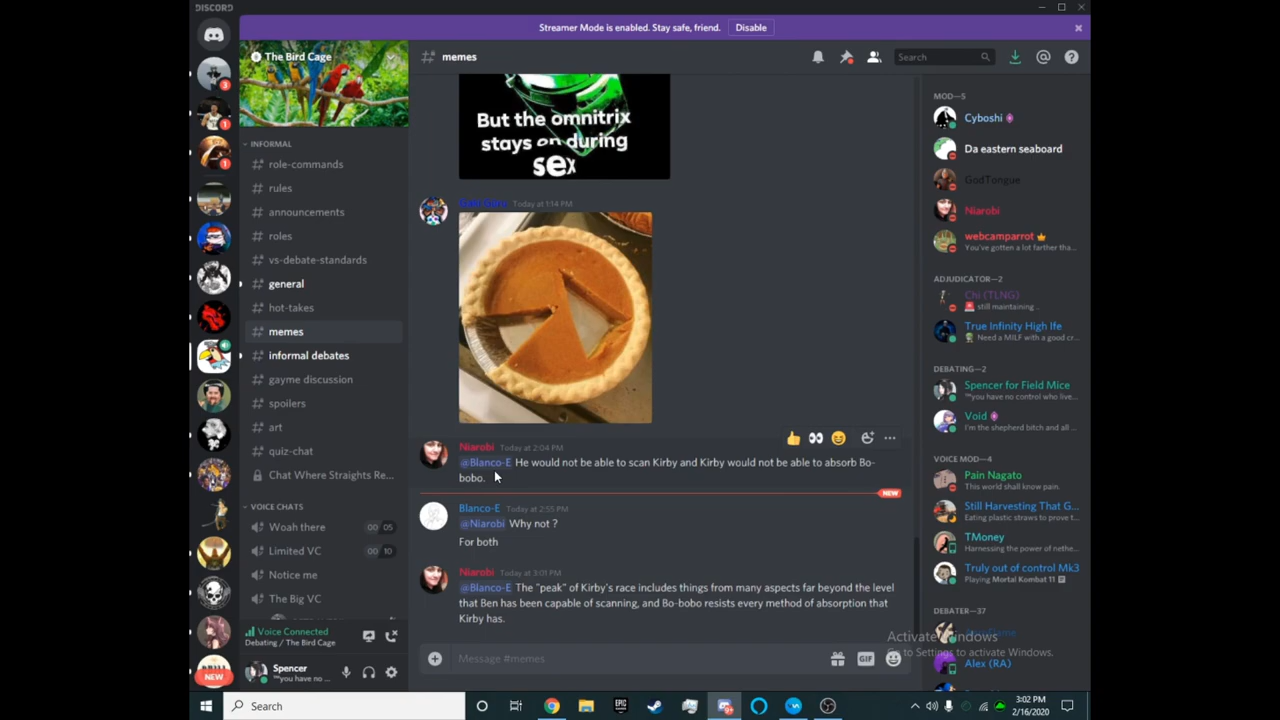 DISCORD
Streamer Mode is enabled. Stay safe, friend.
Disable
The Bird Cage
memes
Search
3
1
1
NEW
INFORMAL
role-commands
rules
announcements
roles
vs-debate-standards
general
hot-takes
memes
informal debates
gayme discussion
spoilers
art
quiz-chat
Chat Where Straights Re...
VOICE CHATS
Woah there
00 05
Limited VC
00 10
Notice me
The Big VC
Voice Connected
Debating / The Bird Cage
Spencer
"you have no ...
But the omnitrix
stays on during
sex
Today at 1:14 PM
Niarobi Today at 2:04 PM
@Blanco-E He would not be able to scan Kirby and Kirby would not be able to absorb Bo-
bobo.
NEW
Blanco-E Today at 2:55 PM
@Niarobi Why not ?
For both
Niarobi Today at 3:01 PM
@Blanco-E The "peak" of Kirby's race includes things from many aspects far beyond the level
that Ben has been capable of scanning, and Bo-bobo resists every method of absorption that
Kirby has.
Message #memes
GIF
MOD—5
Cyboshi
Da eastern seaboard
GodTongue
Niarobi
webcamparrot
You've gotten a lot farther tha...
ADJUDICATOR—2
Chi (TLNG)
still maintaining ..
True Infinity High Ife
Need a MILF with a good cr...
DEBATING—2
Spencer for Field Mice
"you have no control who live...
Void
I'm the shepherd bitch and all ...
VOICE MOD—4
Pain Nagato
This world shall know pain.
Still Harvesting That G...
Eating plastic straws to prove t...
TMoney
Harnessing the power of nethe...
Truly out of control Mk3
Playing Mortal Kombat 11
DEBATER—37
Alex (RA)
Activate Windows
Go to Settings to activate Windows.
Search
EPIC
3:02 PM
2/16/2020